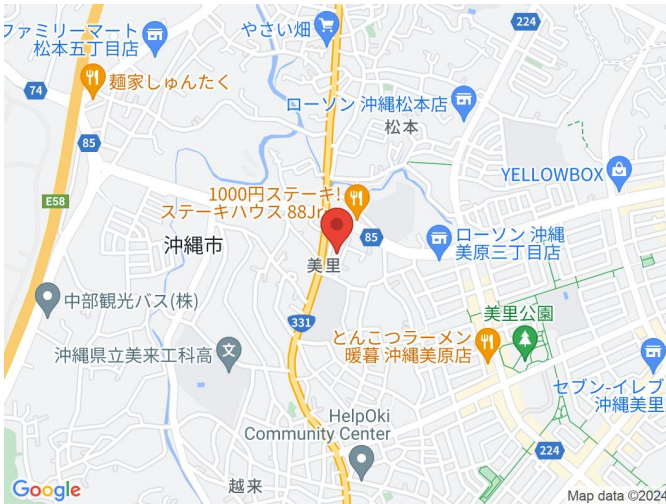 ファミリーマート
松本五丁目店
やさい畑
224
74
麺家しゅんたく
ローソン 沖縄松本店
松本
85
YELLOWBOX
1000円ステーキ!
ステーキハウス 88Jr
E58
沖縄市
85
ローソン 沖縄
美原三丁目店
美里
中部観光バス(株)
331
美里公園
とんこつラーメン
暖暮 沖縄美原店
沖縄県立美来工科高
セブン-イレブ
沖縄美里
HelpOki
Community Center
224
越来
Google
Map data ©2024